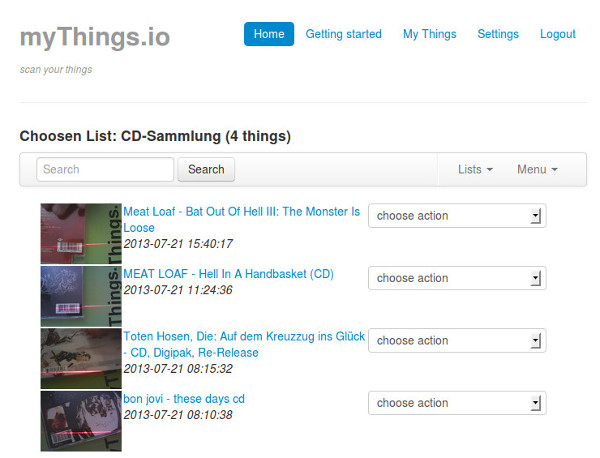 myThings.io
Home Getting started My Things Settings Logout
scan your things
Choosen List: CD-Sammlung (4 things)
Search Search Lists Menu
Meat Loaf - Bat Out Of Hell III: The Monster Is choose action
Loose
2013-07-21 15:40:17
MEAT LOAF - Hell In A Handbasket (CD) choose action
2013-07-21 11:24:36
Toten Hosen, Die: Auf dem Kreuzzug ins Glück choose action
- CD, Digipak, Re-Release
2013-07-21 08:15:32
bon jovi - these days cd choose action
2013-07-21 08:10:38